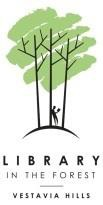 LIBRARY
IN THE FOREST
VESTAVIA HILLS